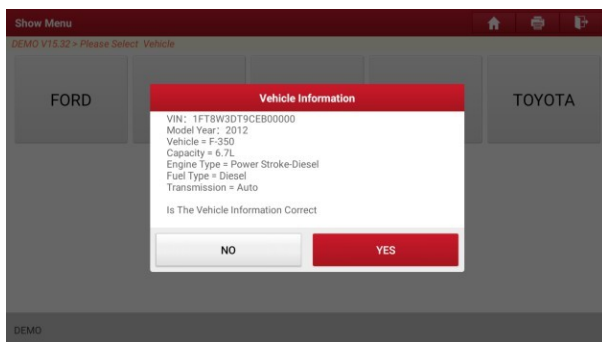 Show Menu
DEMO V15.32 > Please Select Vehicle
FORD
TOYOTA
Vehicle Information
VIN: 1FT8W3DT9CEB00000
Model Year: 2012
Vehicle = F-350
Capacity = 6.7L
Engine Type = Power Stroke-Diesel
Fuel Type = Diesel
Transmission = Auto
Is The Vehicle Information Correct
NO
YES
DEMO